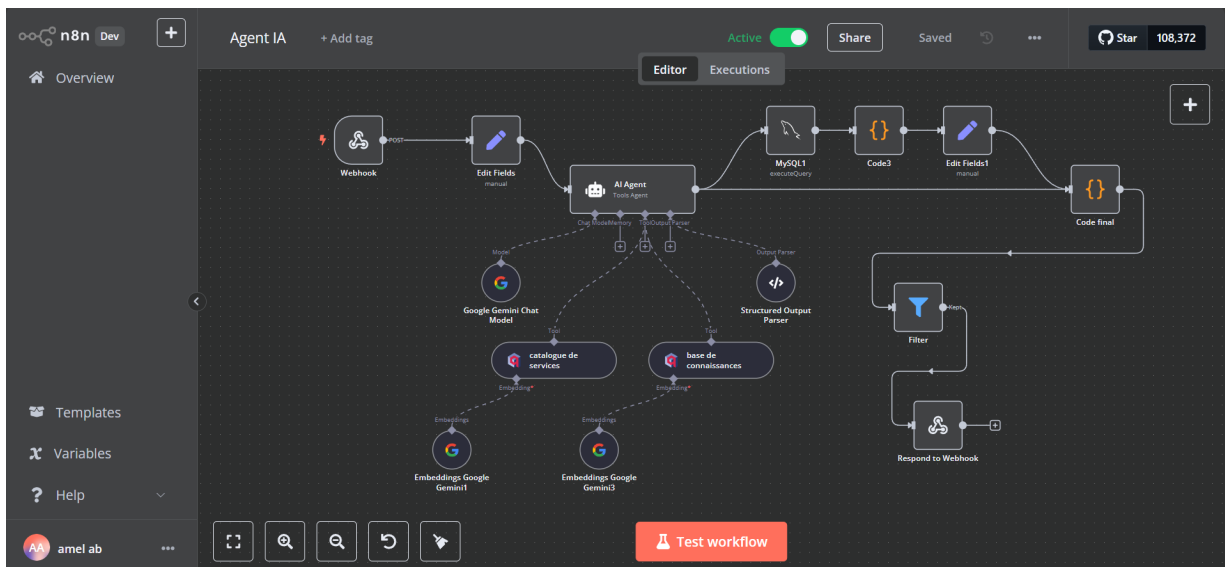 n8n Dev
+
Agent IA
+ Add tag
Active
Share
Saved
Star 108,372
Overview
Editor
Executions
+
POST
Webhook
Edit Fields
manual
AI Agent
Tools Agent
MySQL1
executeQuery
Code3
Edit Fields1
manual
Code final
Chat Model
Memory
Tool
Output Parser
Model
Google Gemini Chat
Model
Output Parser
Structured Output
Parser
Tool
catalogue de
services
Embedding*
Tool
base de
connaissances
Embedding*
Embeddings
Embeddings Google
Gemini1
Embeddings
Embeddings Google
Gemini3
Kept
Filter
Respond to Webhook
Templates
Variables
Help
AA
amel ab
Test workflow